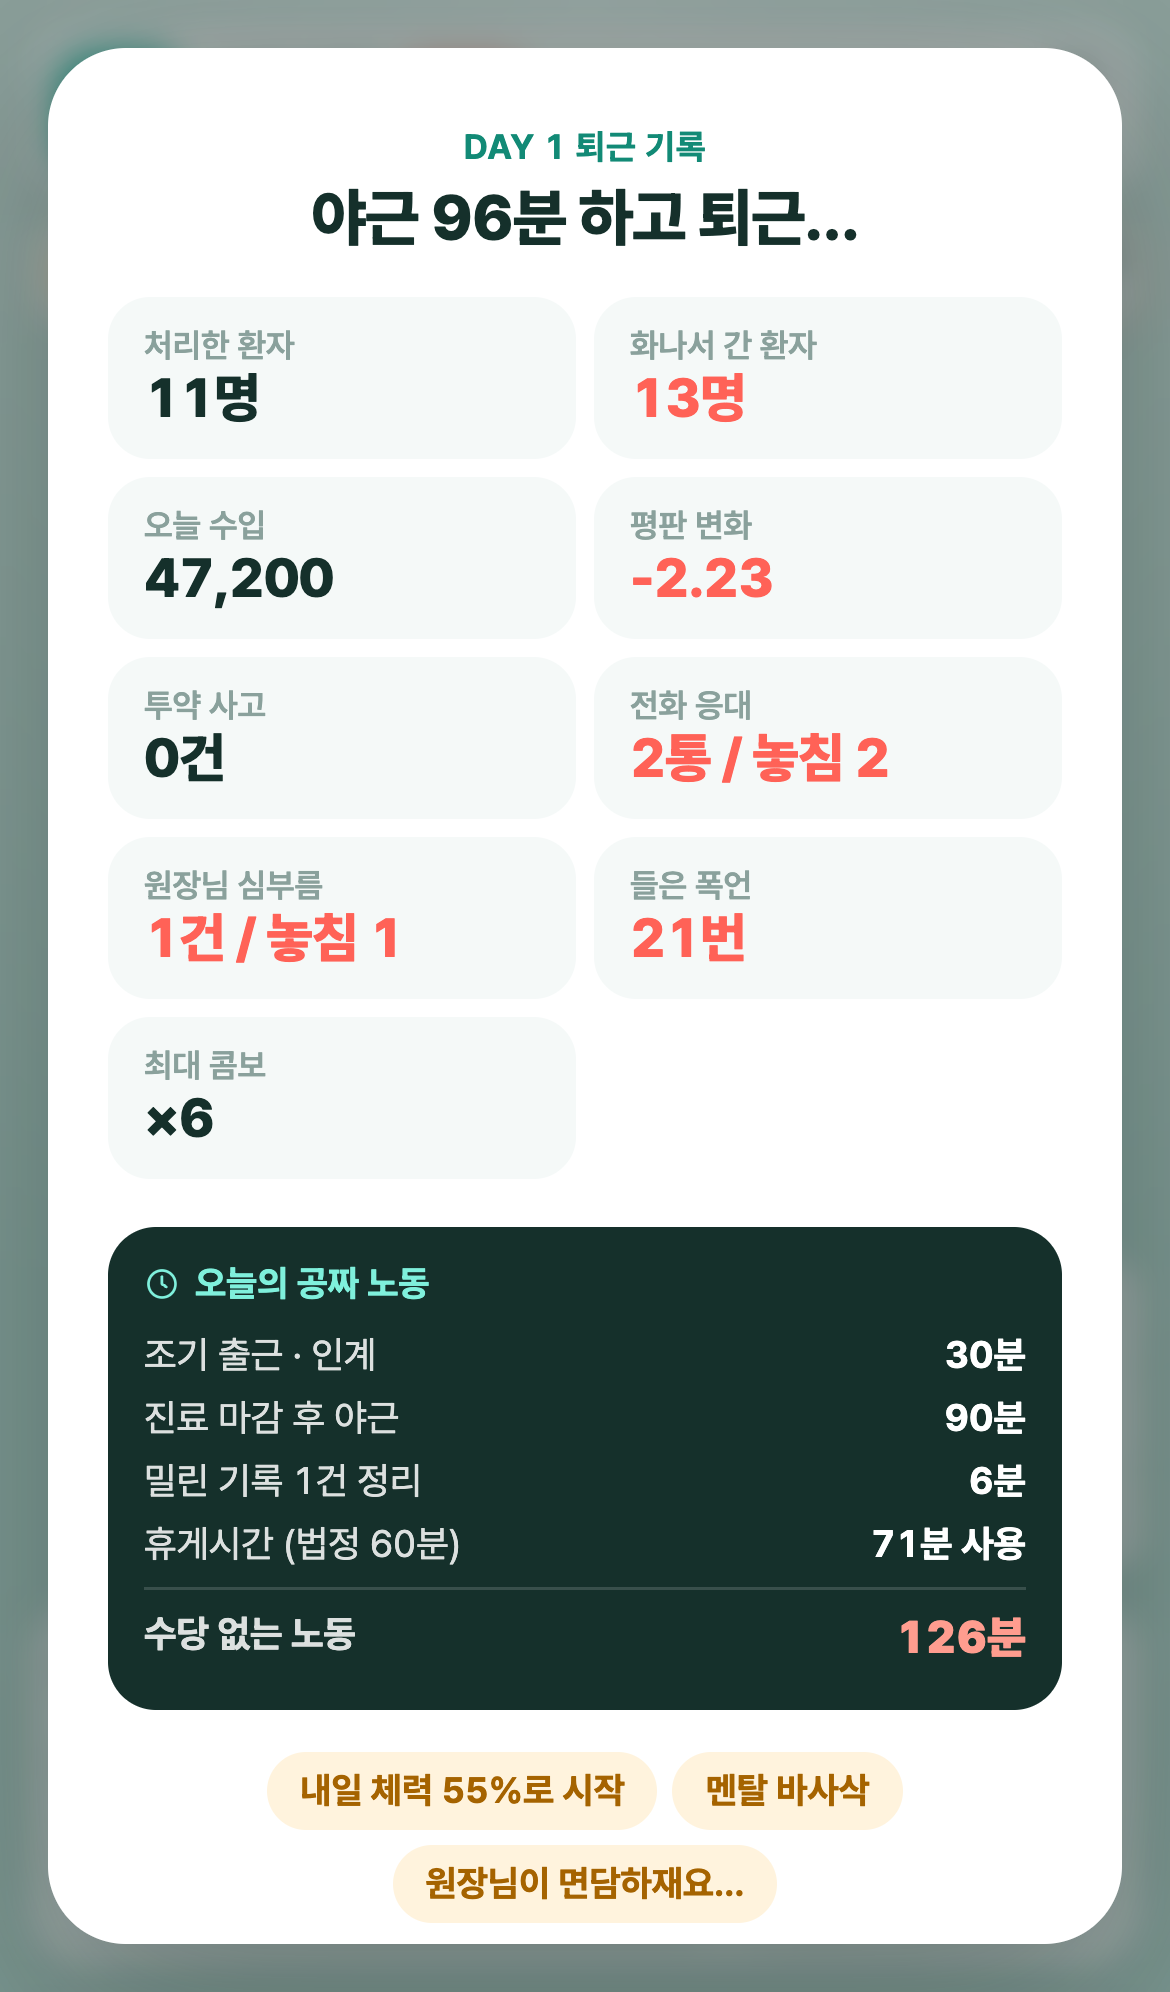 DAY 1 퇴근 기록
야근 96분 하고 퇴근...
처리한 환자
11명
화나서 간 환자
13명
오늘 수입
47,200
평판 변화
-2.23
투약 사고
0건
전화 응대
2통 / 놓침 2
원장님 심부름
1건 / 놓침 1
들은 폭언
21번
최대 콤보
×6
오늘의 공짜 노동
조기 출근 · 인계 30분
진료 마감 후 야근 90분
밀린 기록 1건 정리 6분
휴게시간 (법정 60분) 71분 사용
수당 없는 노동 126분
내일 체력 55%로 시작
멘탈 바사삭
원장님이 면담하재요...